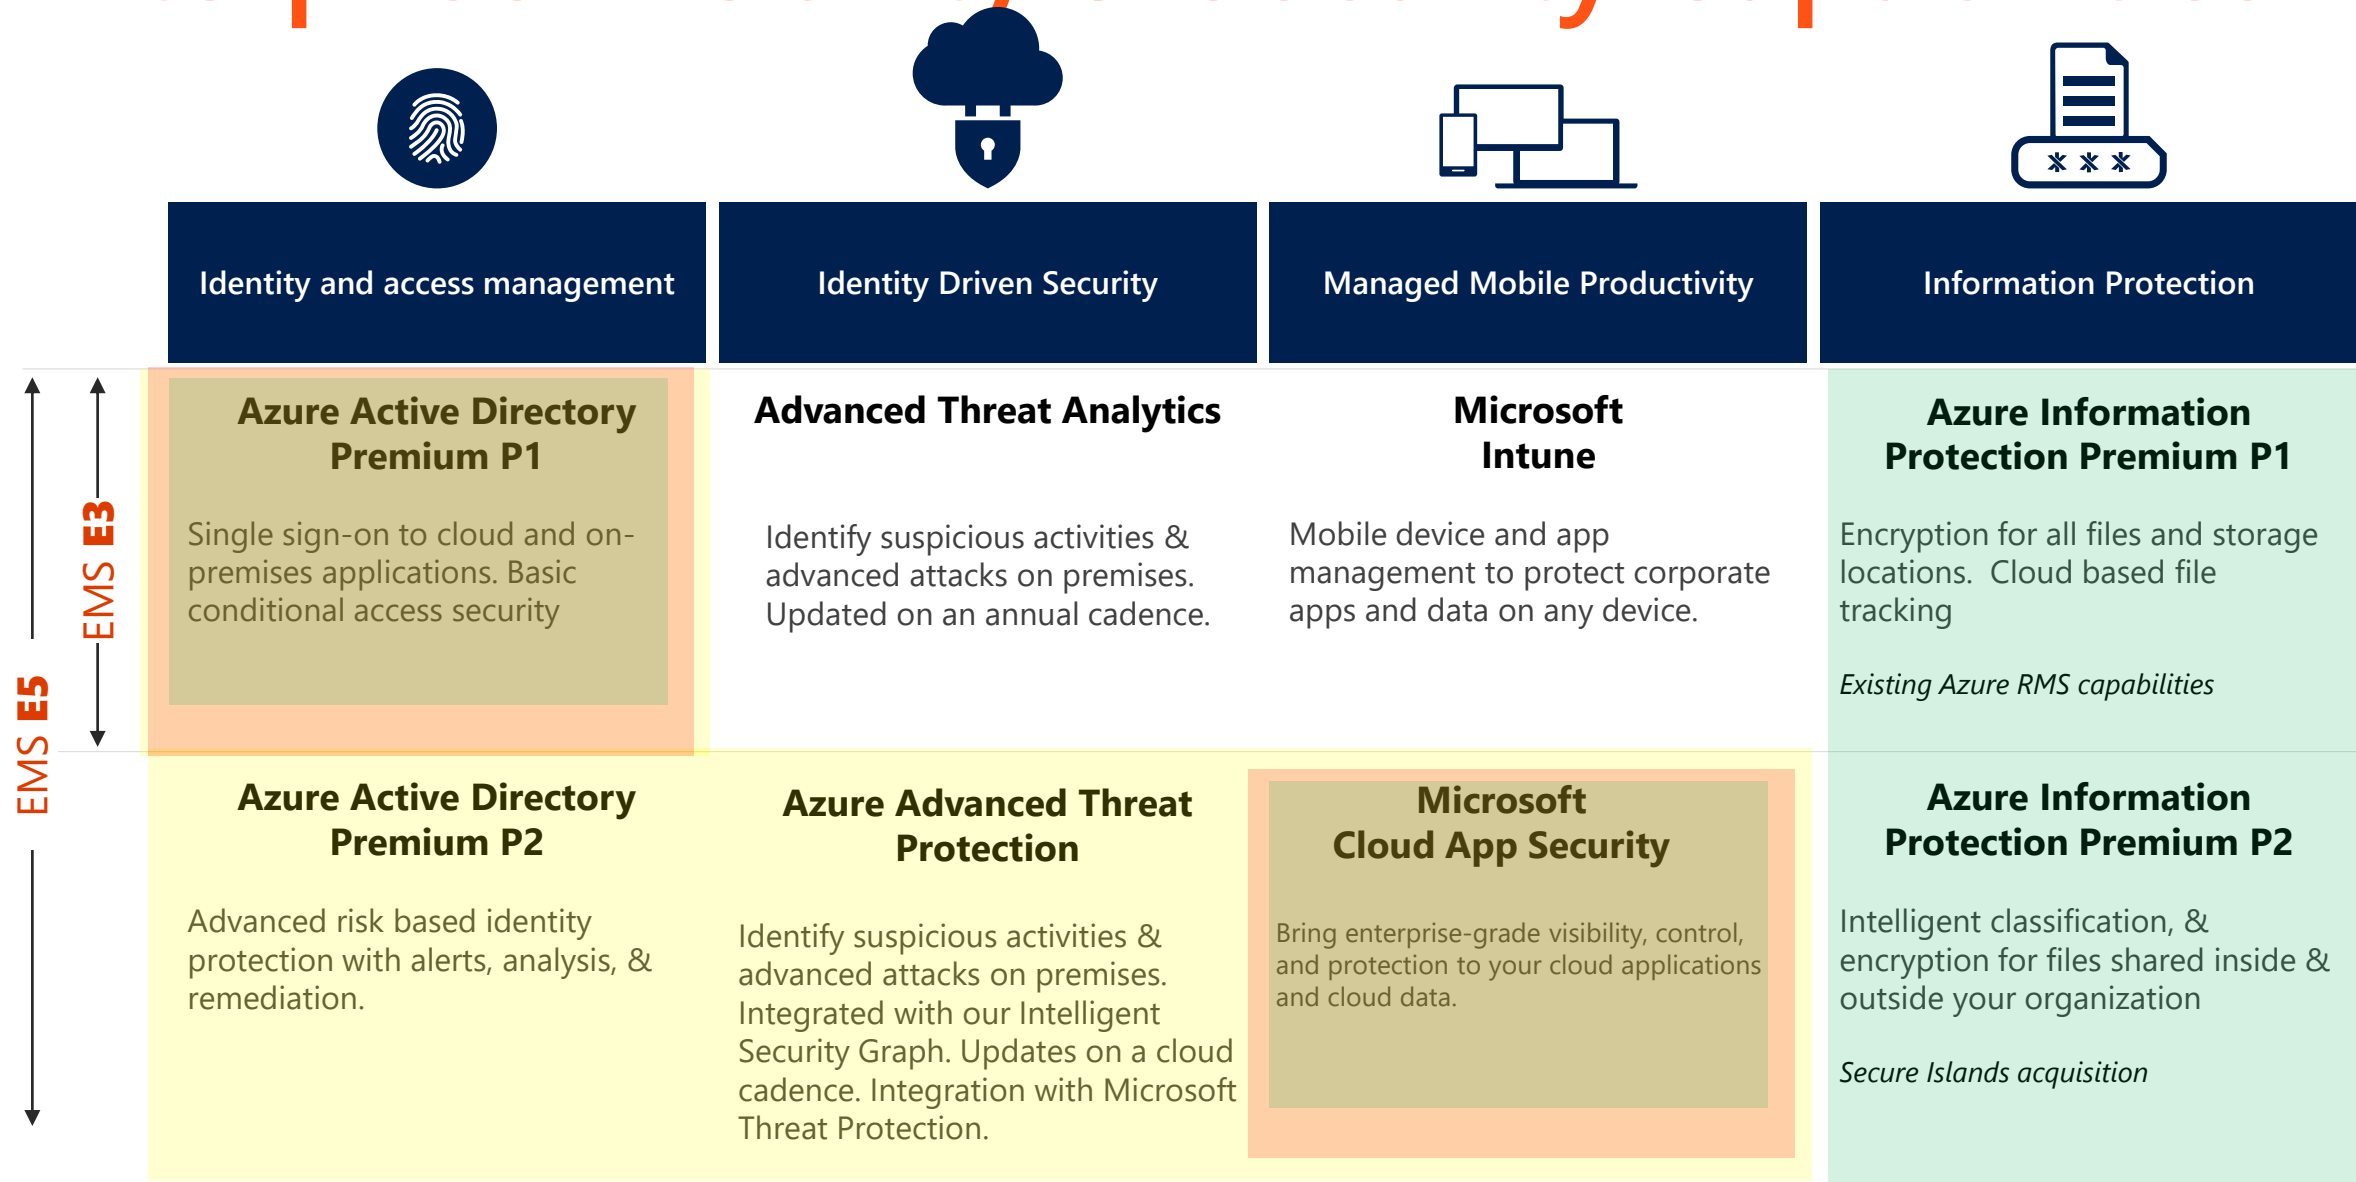 Identity and access management
Identity Driven Security
Managed Mobile Productivity
Information Protection
EMS E5
EMS E3
Azure Active Directory
Premium P1
Single sign-on to cloud and on-
premises applications. Basic
conditional access security
Advanced Threat Analytics
Identify suspicious activities &
advanced attacks on premises.
Updated on an annual cadence.
Microsoft
Intune
Mobile device and app
management to protect corporate
apps and data on any device.
Azure Information
Protection Premium P1
Encryption for all files and storage
locations.  Cloud based file
tracking
Existing Azure RMS capabilities
Azure Active Directory
Premium P2
Advanced risk based identity
protection with alerts, analysis, &
remediation.
Azure Advanced Threat
Protection
Identify suspicious activities &
advanced attacks on premises.
Integrated with our Intelligent
Security Graph. Updates on a cloud
cadence. Integration with Microsoft
Threat Protection.
Microsoft
Cloud App Security
Bring enterprise-grade visibility, control,
and protection to your cloud applications
and cloud data.
Azure Information
Protection Premium P2
Intelligent classification, &
encryption for files shared inside &
outside your organization
Secure Islands acquisition